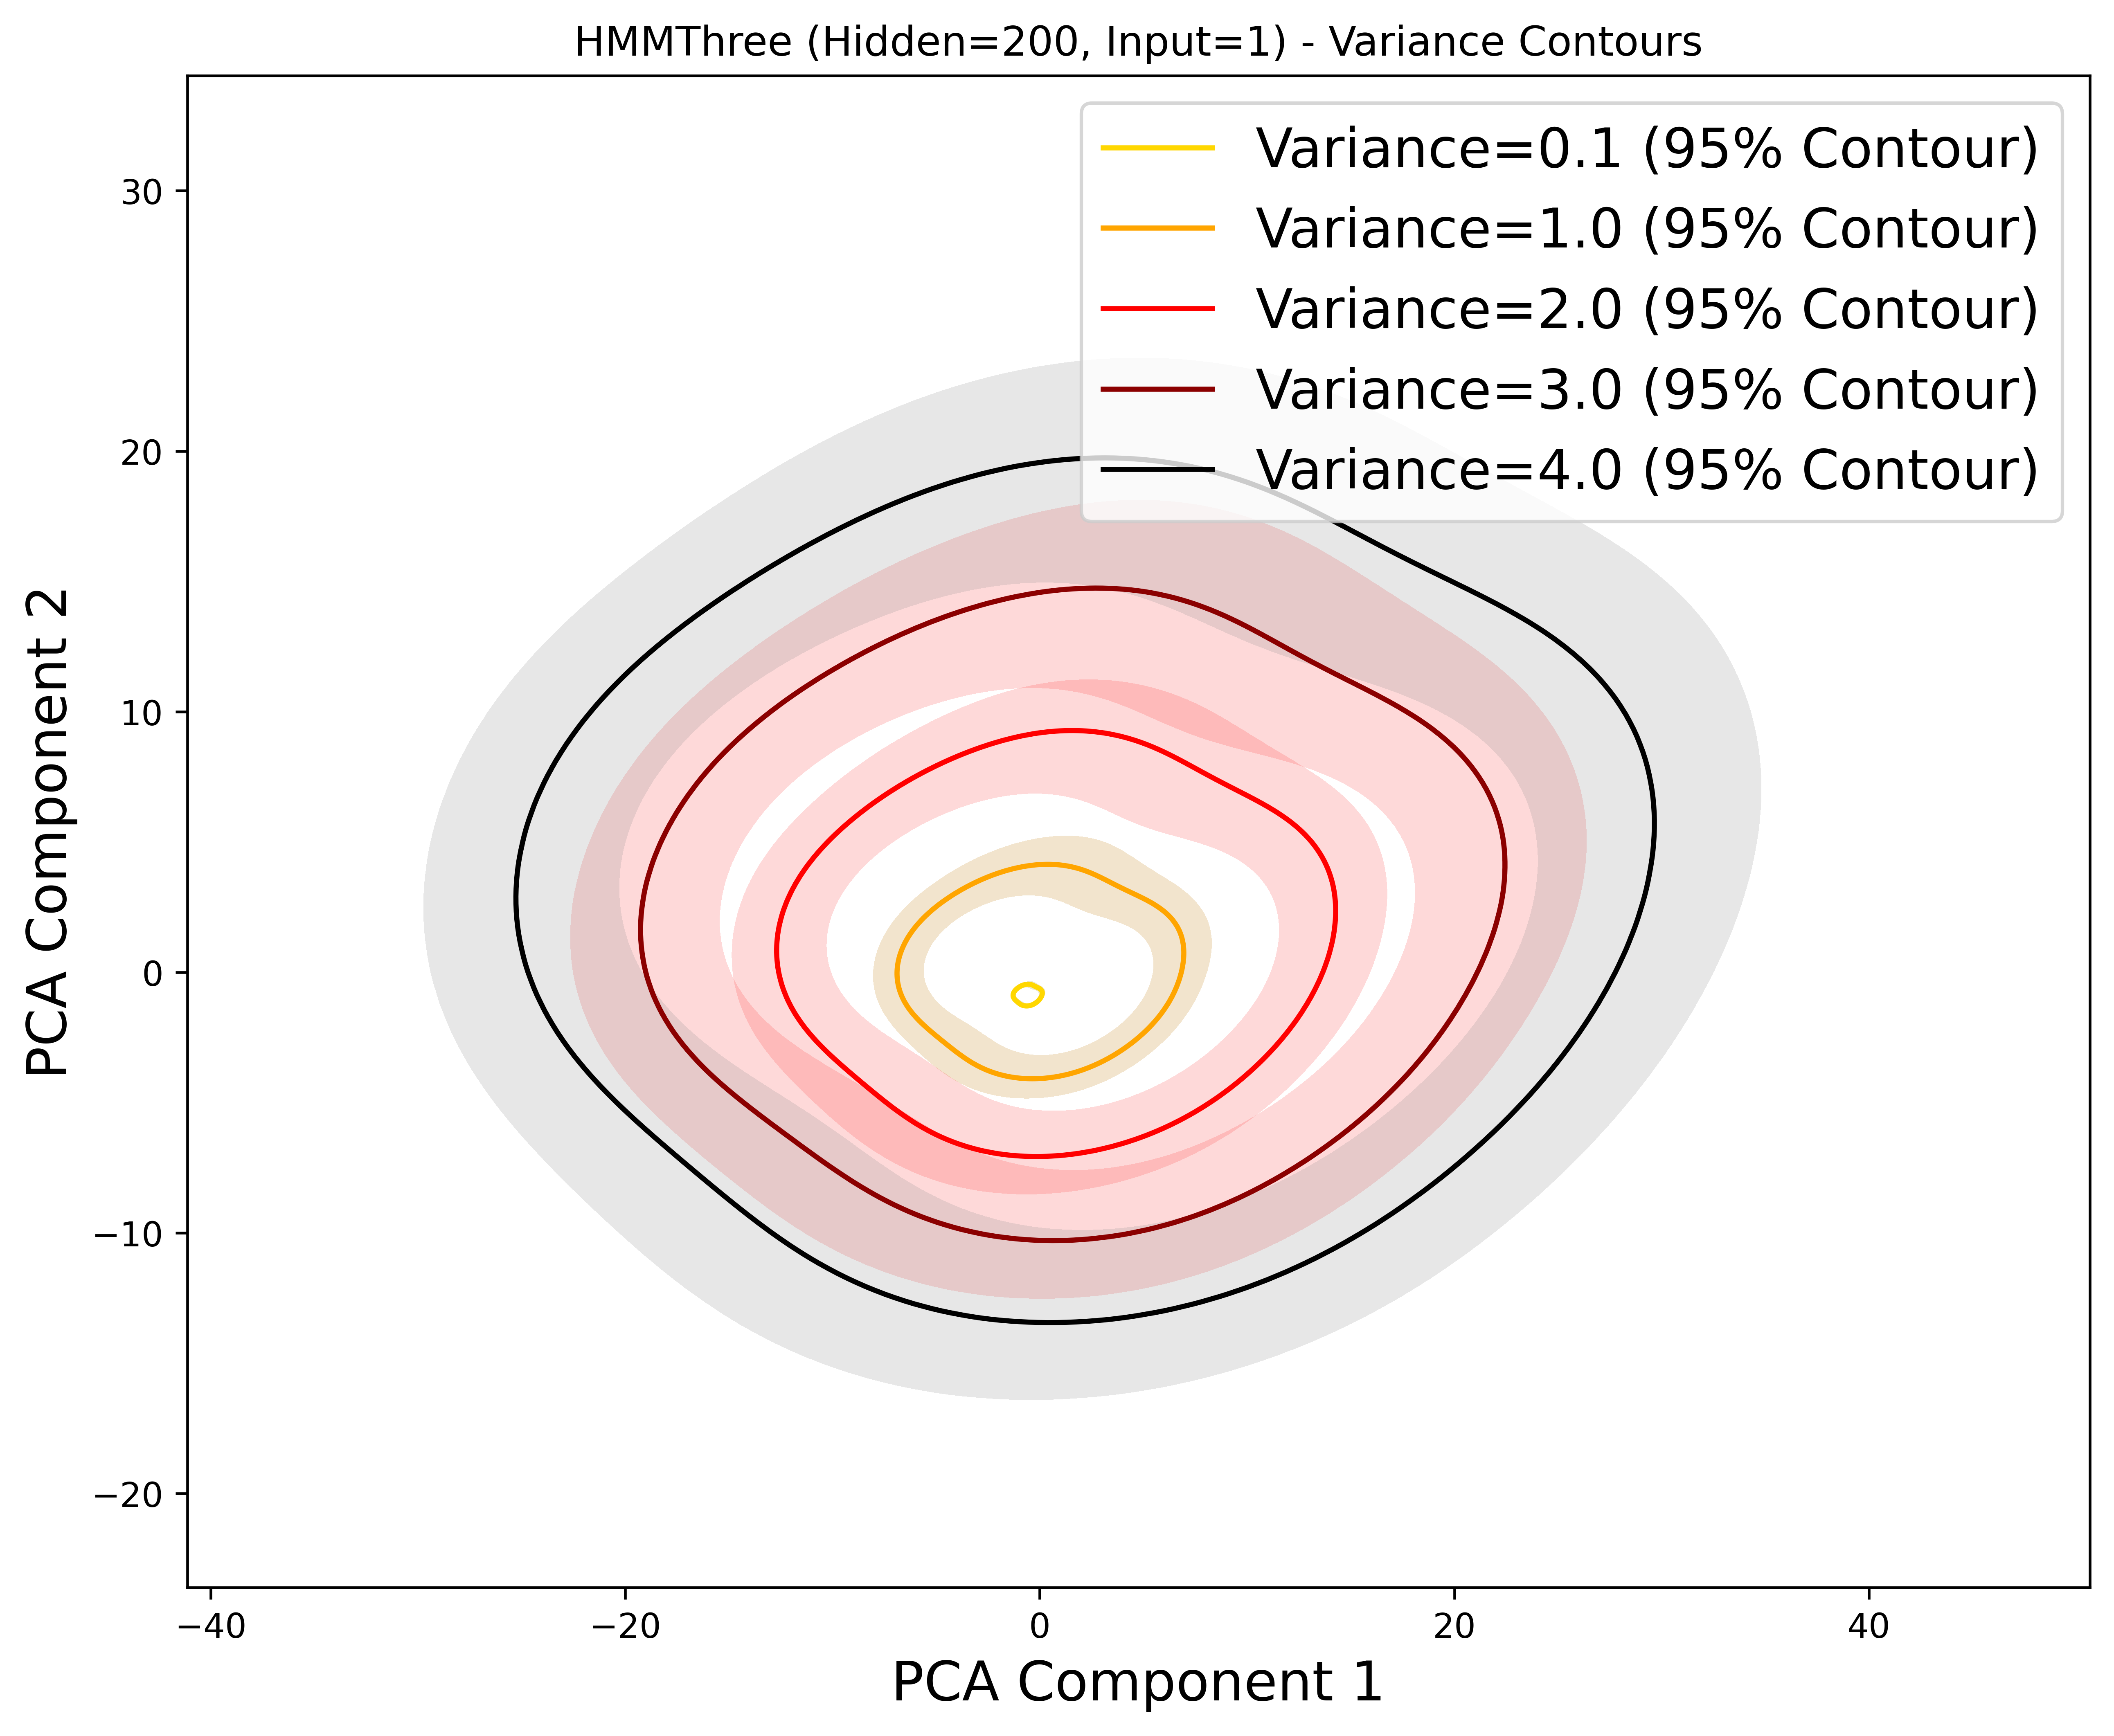 HMMThree (Hidden=200, Input=1) - Variance Contours
Variance=0.1 (95% Contour)
Variance=1.0 (95% Contour)
Variance=2.0 (95% Contour)
Variance=3.0 (95% Contour)
Variance=4.0 (95% Contour)
PCA Component 2
30
20
10
0
−10
−20
−40
−20
0
20
40
PCA Component 1